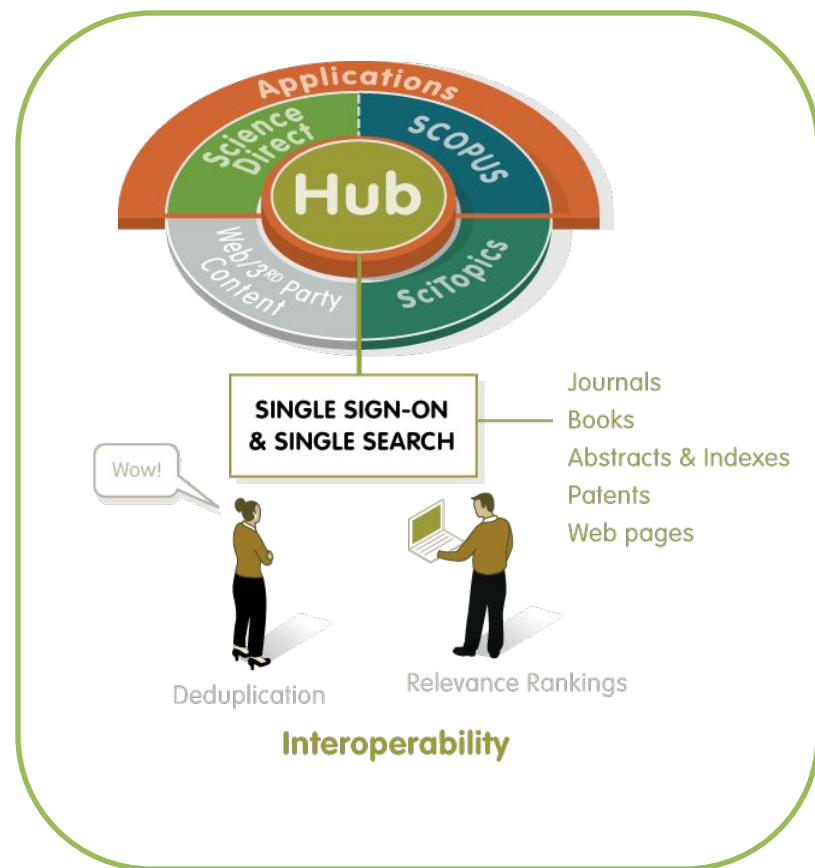 Applications
Science
Direct
SCOPUS
Hub
Web/3RD party
Content
SciTopics
SINGLE SIGN-ON
& SINGLE SEARCH
Journals
Books
Abstracts & Indexes
Patents
Web pages
Wow!
Deduplication
Relevance Rankings
Interoperability